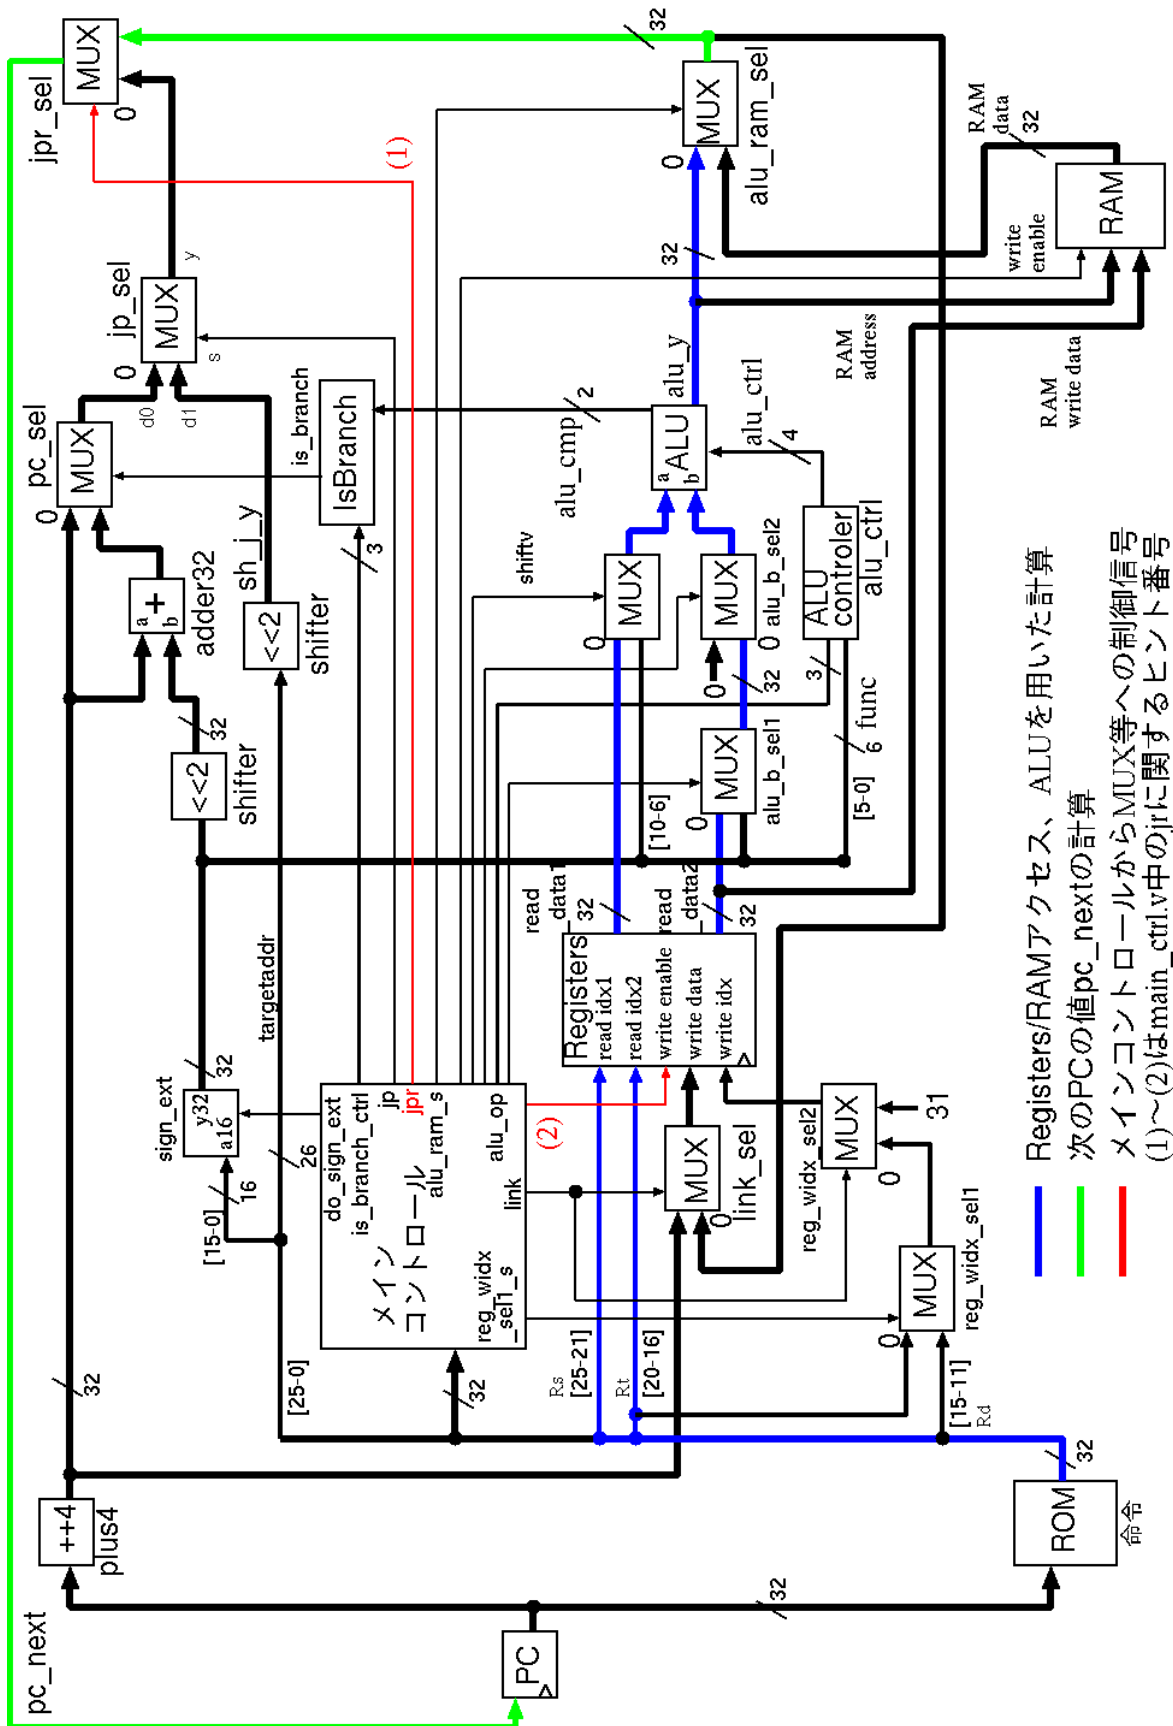 pc_next
PC
++4
plus4
32
32
ROM
命令
32
[25-0]
32
Rs
[25-21]
Rt
[20-16]
[15-11]
Rd
[15-0]
16
sign_ext
y32
a16
32
26
targetaddr
メイン
コントロール
do_sign_ext
is_branch_ctrl
jp
jpr
alu_ram_s
alu_op
link
reg_widx
_sel1_s
(2)
MUX
0
link_sel
reg_widx_sel2
MUX
0
31
MUX
0
reg_widx_sel1
Registers
read idx1
read idx2
write enable
write data
write idx
read
_data1
32
read
_data2
32
<<2
shifter
32
a
b
+
adder32
<<2
shifter
sh_j_y
[10-6]
[5-0]
0
MUX
alu_b_sel1
32
0
MUX
0
alu_b_sel2
0
MUX
shiftv
3
6
func
ALU
controler
alu_ctrl
3
IsBranch
is_branch
0
MUX
pc_sel
a
b
ALU
alu_cmp
2
alu_ctrl
4
alu_y
d0
d1
0
MUX
jp_sel
s
y
(1)
32
RAM
address
RAM
write data
write
enable
RAM
RAM
data
32
0
MUX
alu_ram_sel
32
0
MUX
jpr_sel
Registers/RAMアクセス、ALUを用いた計算
次のPCの値pc_nextの計算
メインコントロールからMUX等への制御信号
(1)～(2)はmain_ctrl.v中のjrに関するヒント番号